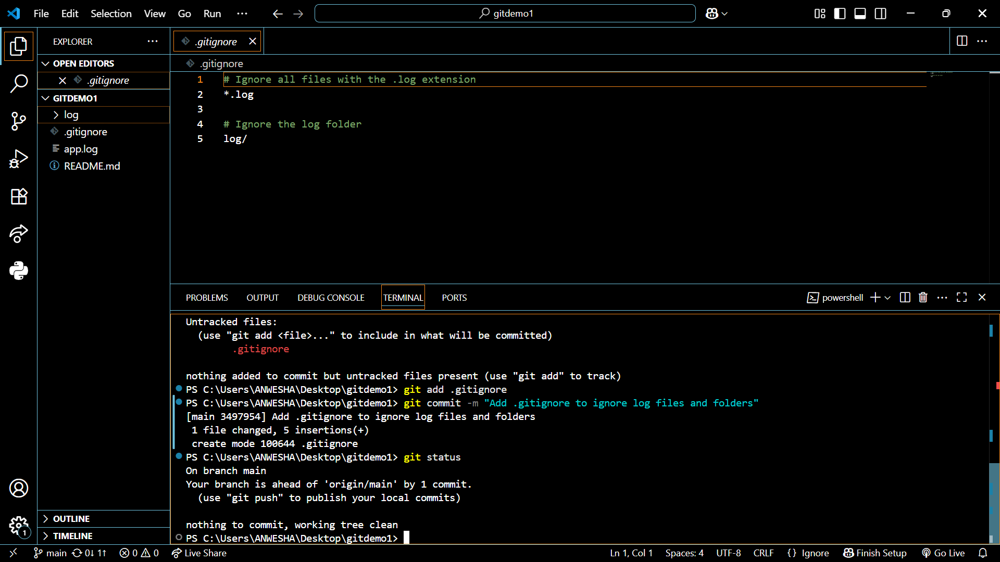 File Edit Selection View Go Run ··· gitdemo1
EXPLORER ···
.gitignore
OPEN EDITORS
.gitignore
GITDEMO1
log
.gitignore
app.log
README.md
OUTLINE
TIMELINE
.gitignore
1 # Ignore all files with the .log extension
2 *.log
3
4 # Ignore the log folder
5 log/
PROBLEMS OUTPUT DEBUG CONSOLE TERMINAL PORTS powershell
Untracked files:
(use "git add <file>..." to include in what will be committed)
.gitignore
nothing added to commit but untracked files present (use "git add" to track)
PS C:\Users\ANWESHA\Desktop\gitdemo1> git add .gitignore
PS C:\Users\ANWESHA\Desktop\gitdemo1> git commit -m "Add .gitignore to ignore log files and folders"
[main 3497954] Add .gitignore to ignore log files and folders
1 file changed, 5 insertions(+)
create mode 100644 .gitignore
PS C:\Users\ANWESHA\Desktop\gitdemo1> git status
On branch main
Your branch is ahead of 'origin/main' by 1 commit.
(use "git push" to publish your local commits)
nothing to commit, working tree clean
PS C:\Users\ANWESHA\Desktop\gitdemo1>
1
main 0↓ 1↑ 0 0 Live Share Ln 1, Col 1 Spaces: 4 UTF-8 CRLF {} Ignore Finish Setup Go Live